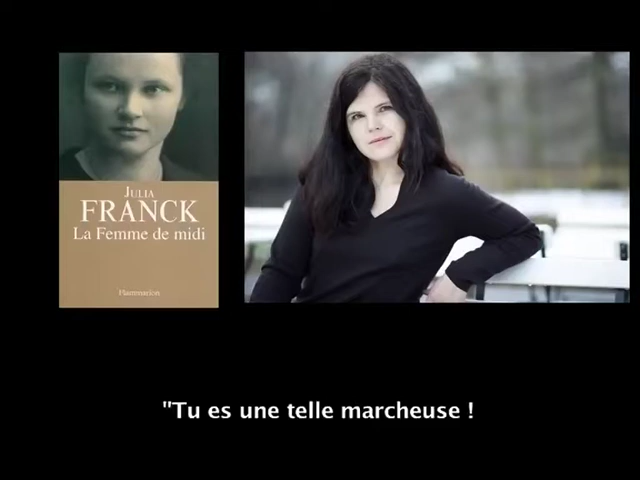 JULIA
FRANCK
La Femme de midi
Flammarion
"Tu es une telle marcheuse !